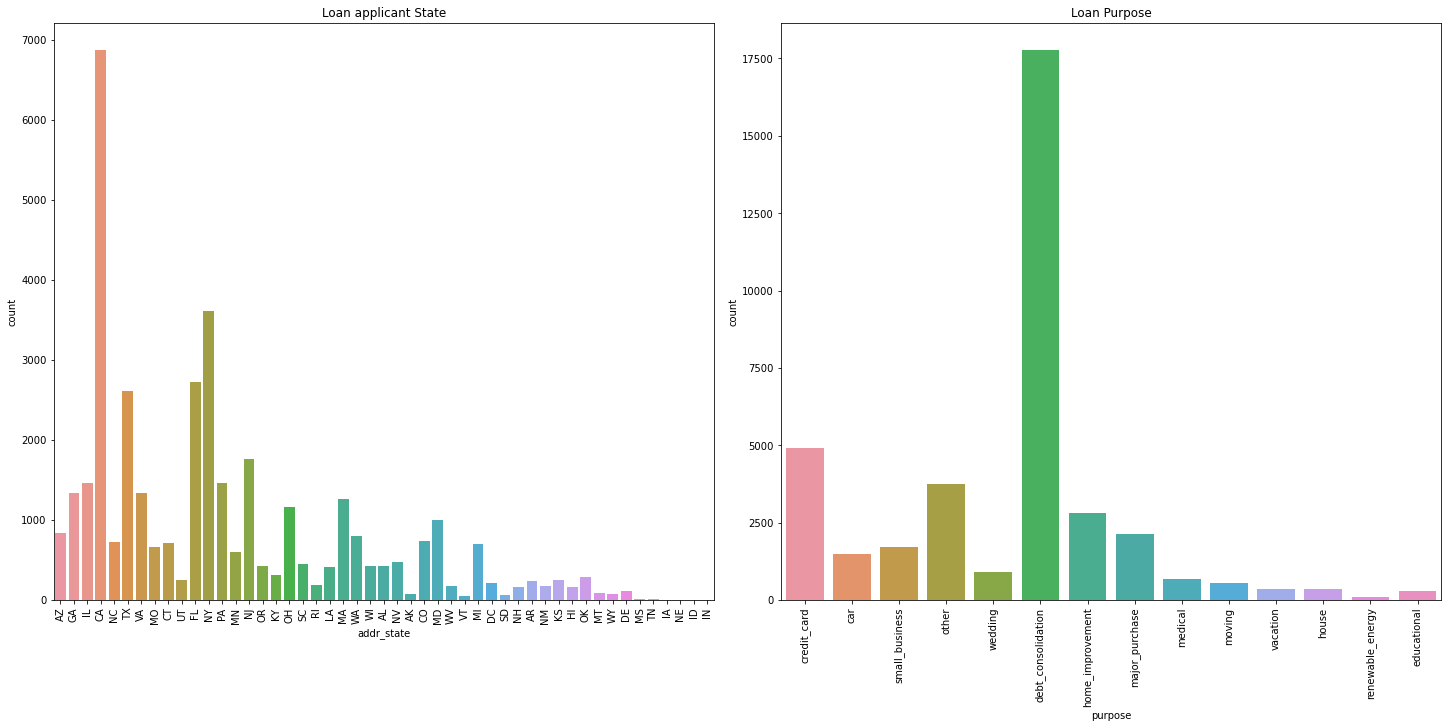 Loan applicant State
7000
6000
5000
4000
3000
2000
1000
0
count
AZ GA IL CA NC TX VA MO CT UT FL NY PA MN NJ OR KY OH SC RI LA MA WA WI AL NV AK CO MD WV VT MI DC SD NH AR NM KS HI OK MT WY DE MS TN IA NE ID IN
addr_state
Loan Purpose
17500
15000
12500
10000
7500
5000
2500
0
count
credit_card car small_business other wedding debt_consolidation home_improvement major_purchase medical moving vacation house renewable_energy educational
purpose